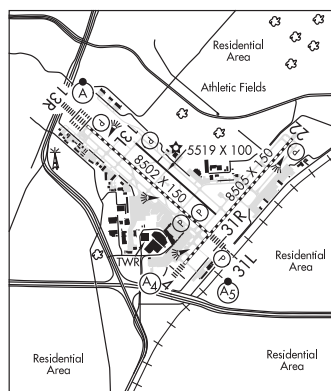 Residential
Area
Athletic Fields
A
13R
P
13L
P
5519 X 100
22
P
8502 X 150
8505 X 150
P
P
31R
31L
TWR
P
A4
A5
Residential
Area
Residential
Area
Residential
Area